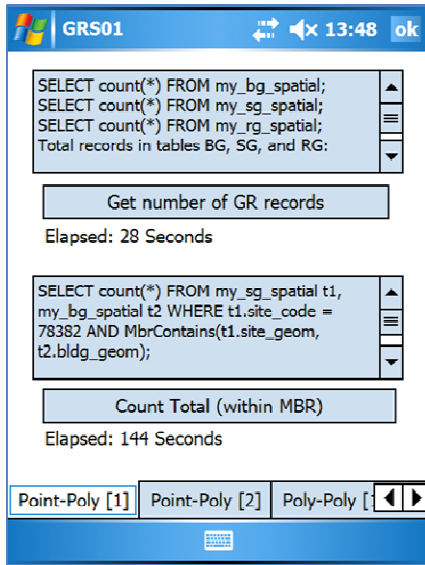 GRS01 13:48 ok
SELECT count(*) FROM my_bg_spatial;
SELECT count(*) FROM my_sg_spatial;
SELECT count(*) FROM my_rg_spatial;
Total records in tables BG, SG, and RG:
Get number of GR records
Elapsed: 28 Seconds
SELECT count(*) FROM my_sg_spatial t1,
my_bg_spatial t2 WHERE t1.site_code =
78382 AND MbrContains(t1.site_geom,
t2.bldg_geom);
Count Total (within MBR)
Elapsed: 144 Seconds
Point-Poly [1] Point-Poly [2] Poly-Poly [